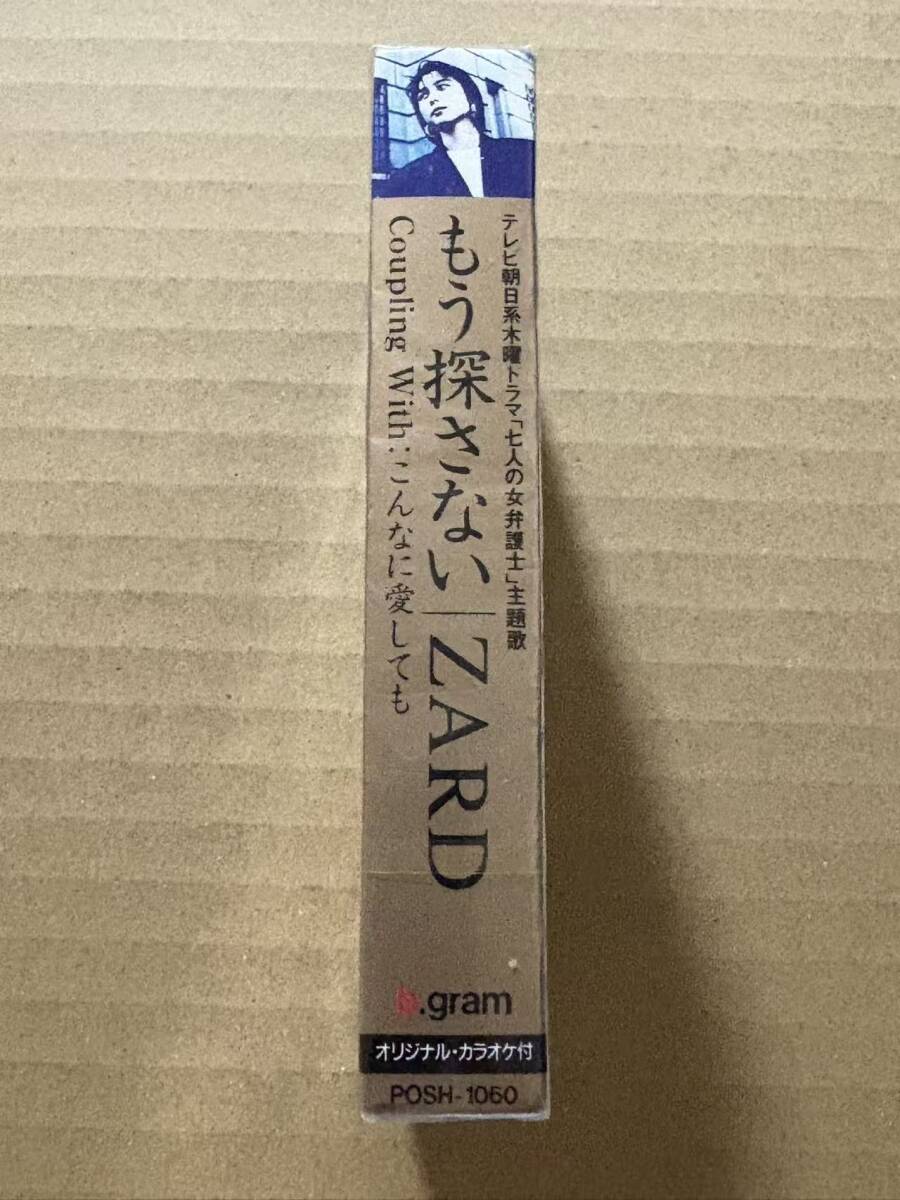 テレビ朝日系木曜ドラマ「七人の女弁護士」主題歌
もう探さない｜ZARD
Coupling With:こんなに愛しても
b.gram
オリジナル・カラオケ付
POSH-1060